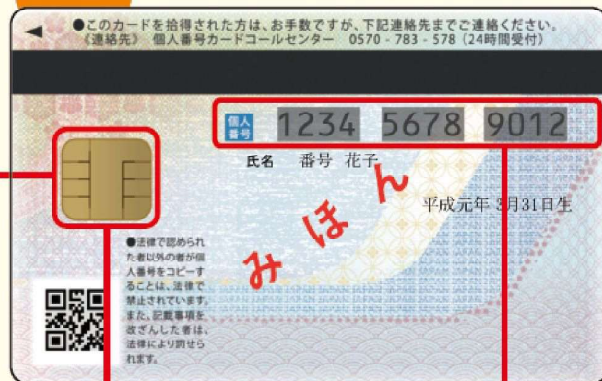 ●このカードを拾得された方は、お手数ですが、下記連絡先までご連絡ください。
《連絡先》 個人番号カードコールセンター 0570-783-578（24時間受付）
個人番号 1234 5678 9012
氏名 番号 花子
平成元年 3月31日生
みほん
●法律で認められ
た者以外の者が個
人番号をコピーす
ることは、法律で
禁止されています。
また、記載事項を
改ざんした者は、
法律により罰せら
れます。